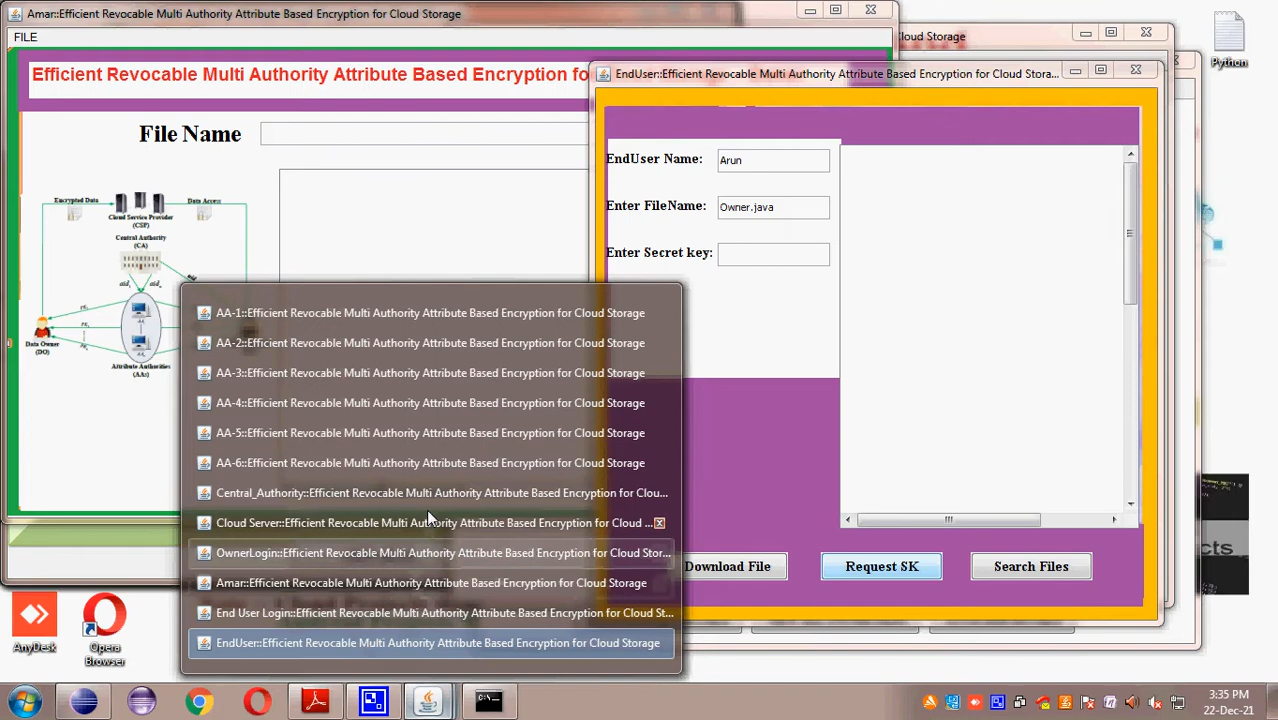 Amar::Efficient Revocable Multi Authority Attribute Based Encryption for Cloud Storage
FILE
Efficient Revocable Multi Authority Attribute Based Encryption fo
File Name
Encrypted Data
Data Access
Cloud Service Provider
(CSP)
Central Authority
(CA)
Data Owner
(DO)
Attribute Authorities
(AAs)
Cloud Storage
EndUser::Efficient Revocable Multi Authority Attribute Based Encryption for Cloud Stora...
EndUser Name:
Arun
Enter FileName:
Owner.java
Enter Secret key:
Download File
Request SK
Search Files
AA-1::Efficient Revocable Multi Authority Attribute Based Encryption for Cloud Storage
AA-2::Efficient Revocable Multi Authority Attribute Based Encryption for Cloud Storage
AA-3::Efficient Revocable Multi Authority Attribute Based Encryption for Cloud Storage
AA-4::Efficient Revocable Multi Authority Attribute Based Encryption for Cloud Storage
AA-5::Efficient Revocable Multi Authority Attribute Based Encryption for Cloud Storage
AA-6::Efficient Revocable Multi Authority Attribute Based Encryption for Cloud Storage
Central_Authority::Efficient Revocable Multi Authority Attribute Based Encryption for Clou...
Cloud Server::Efficient Revocable Multi Authority Attribute Based Encryption for Cloud ...
OwnerLogin::Efficient Revocable Multi Authority Attribute Based Encryption for Cloud Stor...
Amar::Efficient Revocable Multi Authority Attribute Based Encryption for Cloud Storage
End User Login::Efficient Revocable Multi Authority Attribute Based Encryption for Cloud St...
EndUser::Efficient Revocable Multi Authority Attribute Based Encryption for Cloud Storage
Python
cts
AnyDesk
Opera
Browser
3:35 PM
22-Dec-21